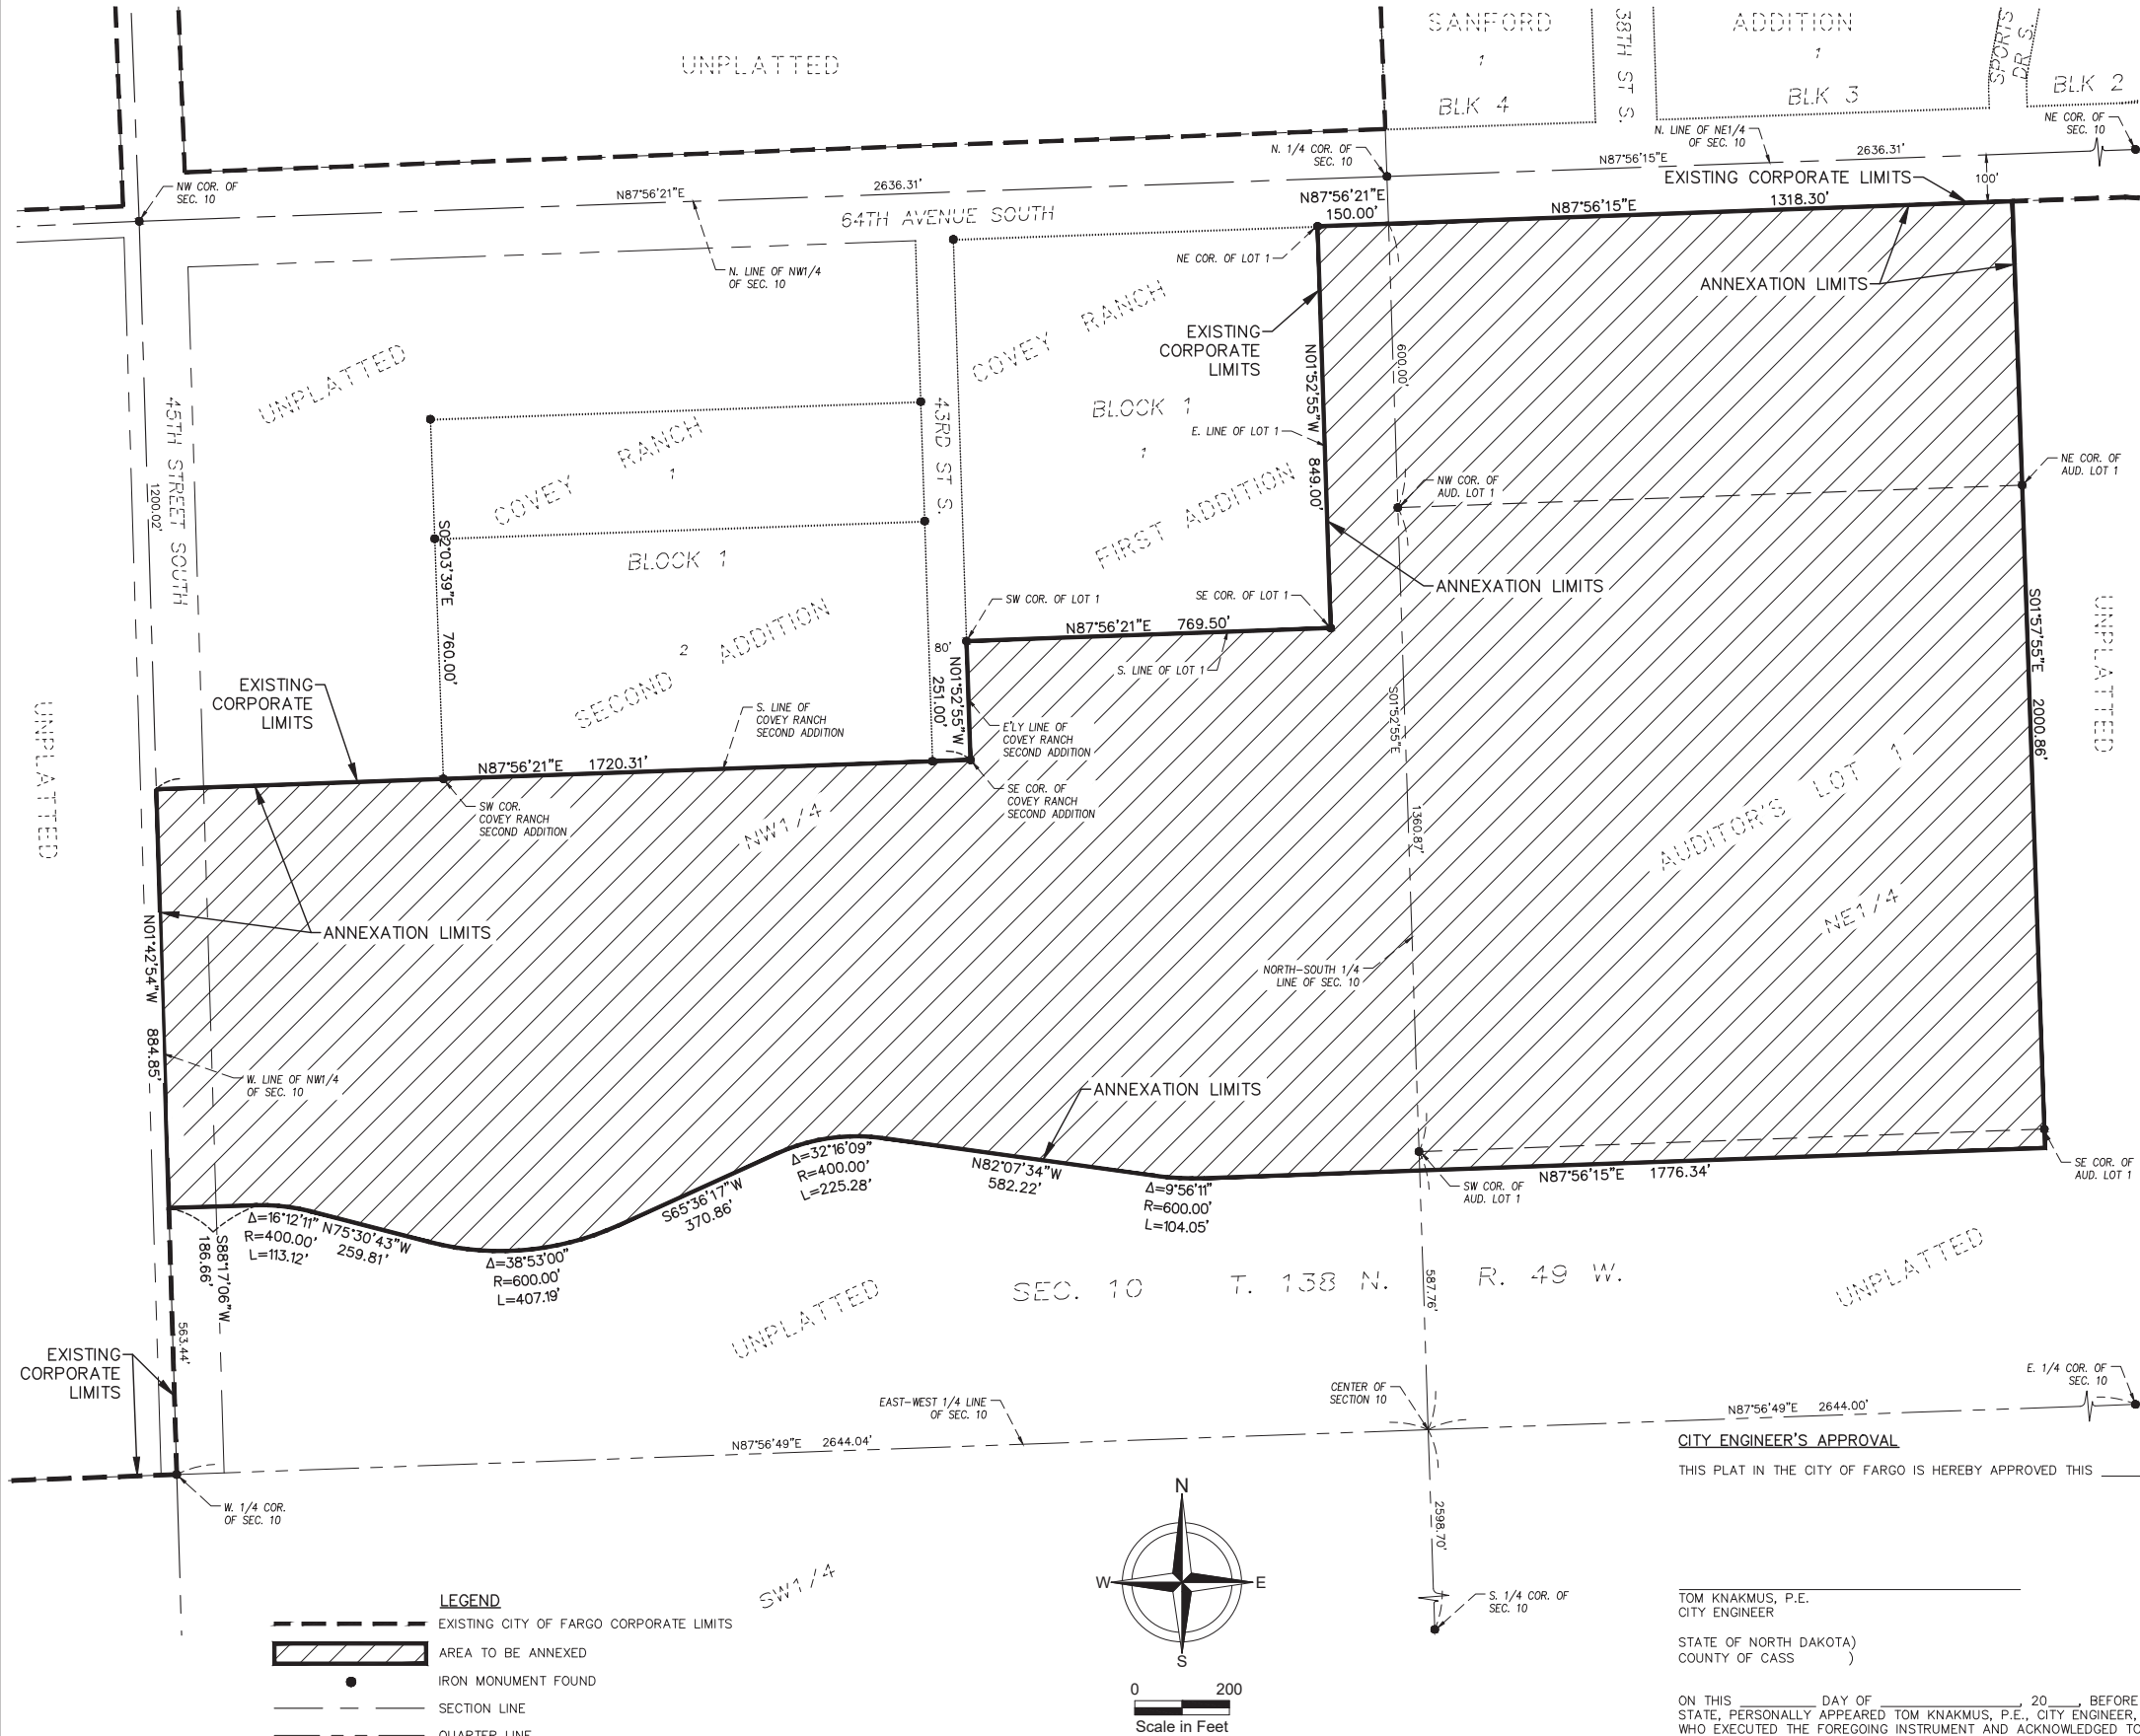 UNPLATTED
SANFORD
1
BLK 4
38TH ST S.
ADDITION
1
BLK 3
SPORTS
DR S.
BLK 2
NE COR. OF
SEC. 10
N. LINE OF NE1/4
OF SEC. 10
N. 1/4 COR. OF
SEC. 10
N87°56'15"E
2636.31'
100'
EXISTING CORPORATE LIMITS
NW COR. OF
SEC. 10
N87°56'21"E
2636.31'
64TH AVENUE SOUTH
N. LINE OF NW1/4
OF SEC. 10
N87°56'21"E
150.00'
N87°56'15"E
1318.30'
NE COR. OF LOT 1
ANNEXATION LIMITS
EXISTING
CORPORATE
LIMITS
UNPLATTED
COVEY RANCH
BLOCK 1
1
E. LINE OF LOT 1
FIRST ADDITION
N01°52'55"W 849.00'
600.00'
NW COR. OF
AUD. LOT 1
NE COR. OF
AUD. LOT 1
45TH STREET SOUTH
1200.02'
COVEY RANCH
1
43RD ST S.
BLOCK 1
S02°03'39"E 760.00'
2
SECOND ADDITION
ANNEXATION LIMITS
SW COR. OF LOT 1
SE COR. OF LOT 1
N87°56'21"E 769.50'
80'
S. LINE OF LOT 1
N01°52'55"W
251.00'
S01°52'55"E
S01°57'55"E 2000.86'
UNPLATTED
UNPLATTED
EXISTING
CORPORATE
LIMITS
S. LINE OF
COVEY RANCH
SECOND ADDITION
E'LY LINE OF
COVEY RANCH
SECOND ADDITION
N87°56'21"E 1720.31'
SW COR.
COVEY RANCH
SECOND ADDITION
SE COR. OF
COVEY RANCH
SECOND ADDITION
NW1/4
1360.87'
AUDITOR'S LOT 1
NE1/4
ANNEXATION LIMITS
N01°42'54"W 884.85'
NORTH-SOUTH 1/4
LINE OF SEC. 10
W. LINE OF NW1/4
OF SEC. 10
ANNEXATION LIMITS
Δ=32°16'09"
R=400.00'
L=225.28'
N82°07'34"W
582.22'
Δ=9°56'11"
R=600.00'
L=104.05'
SW COR. OF
AUD. LOT 1
N87°56'15"E 1776.34'
SE COR. OF
AUD. LOT 1
S65°36'17"W
370.86'
S88°17'06"W
186.66'
Δ=16°12'11"
R=400.00'
L=113.12'
N75°30'43"W
259.81'
Δ=38°53'00"
R=600.00'
L=407.19'
UNPLATTED
SEC. 10 T. 138 N. R. 49 W.
587.76'
UNPLATTED
563.44'
EXISTING
CORPORATE
LIMITS
EAST-WEST 1/4 LINE
OF SEC. 10
CENTER OF
SECTION 10
E. 1/4 COR. OF
SEC. 10
N87°56'49"E 2644.04'
N87°56'49"E 2644.00'
W. 1/4 COR.
OF SEC. 10
CITY ENGINEER'S APPROVAL
THIS PLAT IN THE CITY OF FARGO IS HEREBY APPROVED THIS
2598.70'
SW1/4
N
W
E
S
S. 1/4 COR. OF
SEC. 10
0 200
Scale in Feet
LEGEND
EXISTING CITY OF FARGO CORPORATE LIMITS
AREA TO BE ANNEXED
IRON MONUMENT FOUND
SECTION LINE
QUARTER LINE
TOM KNAKMUS, P.E.
CITY ENGINEER
STATE OF NORTH DAKOTA)
COUNTY OF CASS )
ON THIS ________ DAY OF ________________, 20____, BEFORE
STATE, PERSONALLY APPEARED TOM KNAKMUS, P.E., CITY ENGINEER,
WHO EXECUTED THE FOREGOING INSTRUMENT AND ACKNOWLEDGED TO